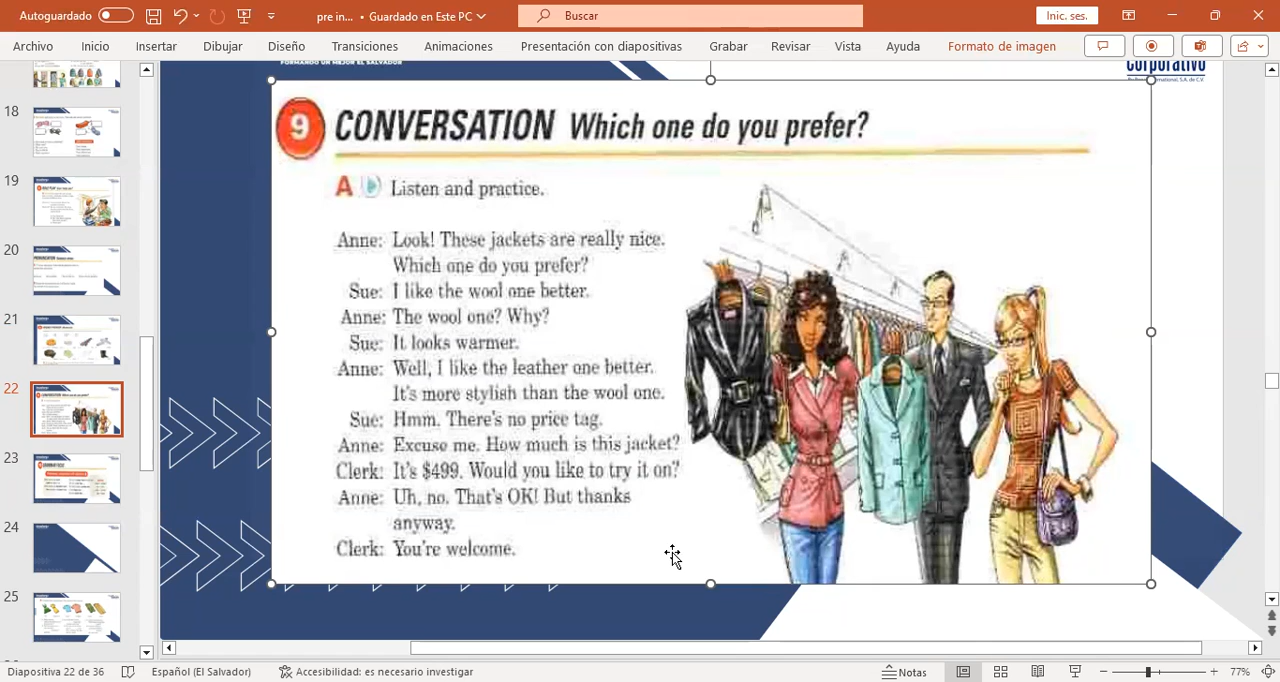 Autoguardado
pre in... • Guardado en Este PC
Buscar
Inic. ses.
Archivo Inicio Insertar Dibujar Diseño Transiciones Animaciones Presentación con diapositivas Grabar Revisar Vista Ayuda Formato de imagen
FORMANDO UN MEJOR EL SALVADOR
Corporativo
18
19
20
21
22
23
24
25
9 CONVERSATION Which one do you prefer?
A Listen and practice.
Anne: Look! These jackets are really nice.
Which one do you prefer?
Sue: I like the wool one better.
Anne: The wool one? Why?
Sue: It looks warmer.
Anne: Well, I like the leather one better.
It's more stylish than the wool one.
Sue: Hmm. There's no price tag.
Anne: Excuse me. How much is this jacket?
Clerk: It's $499. Would you like to try it on?
Anne: Uh, no. That's OK! But thanks
anyway.
Clerk: You're welcome.
Diapositiva 22 de 36
Español (El Salvador)
Accesibilidad: es necesario investigar
Notas
77%